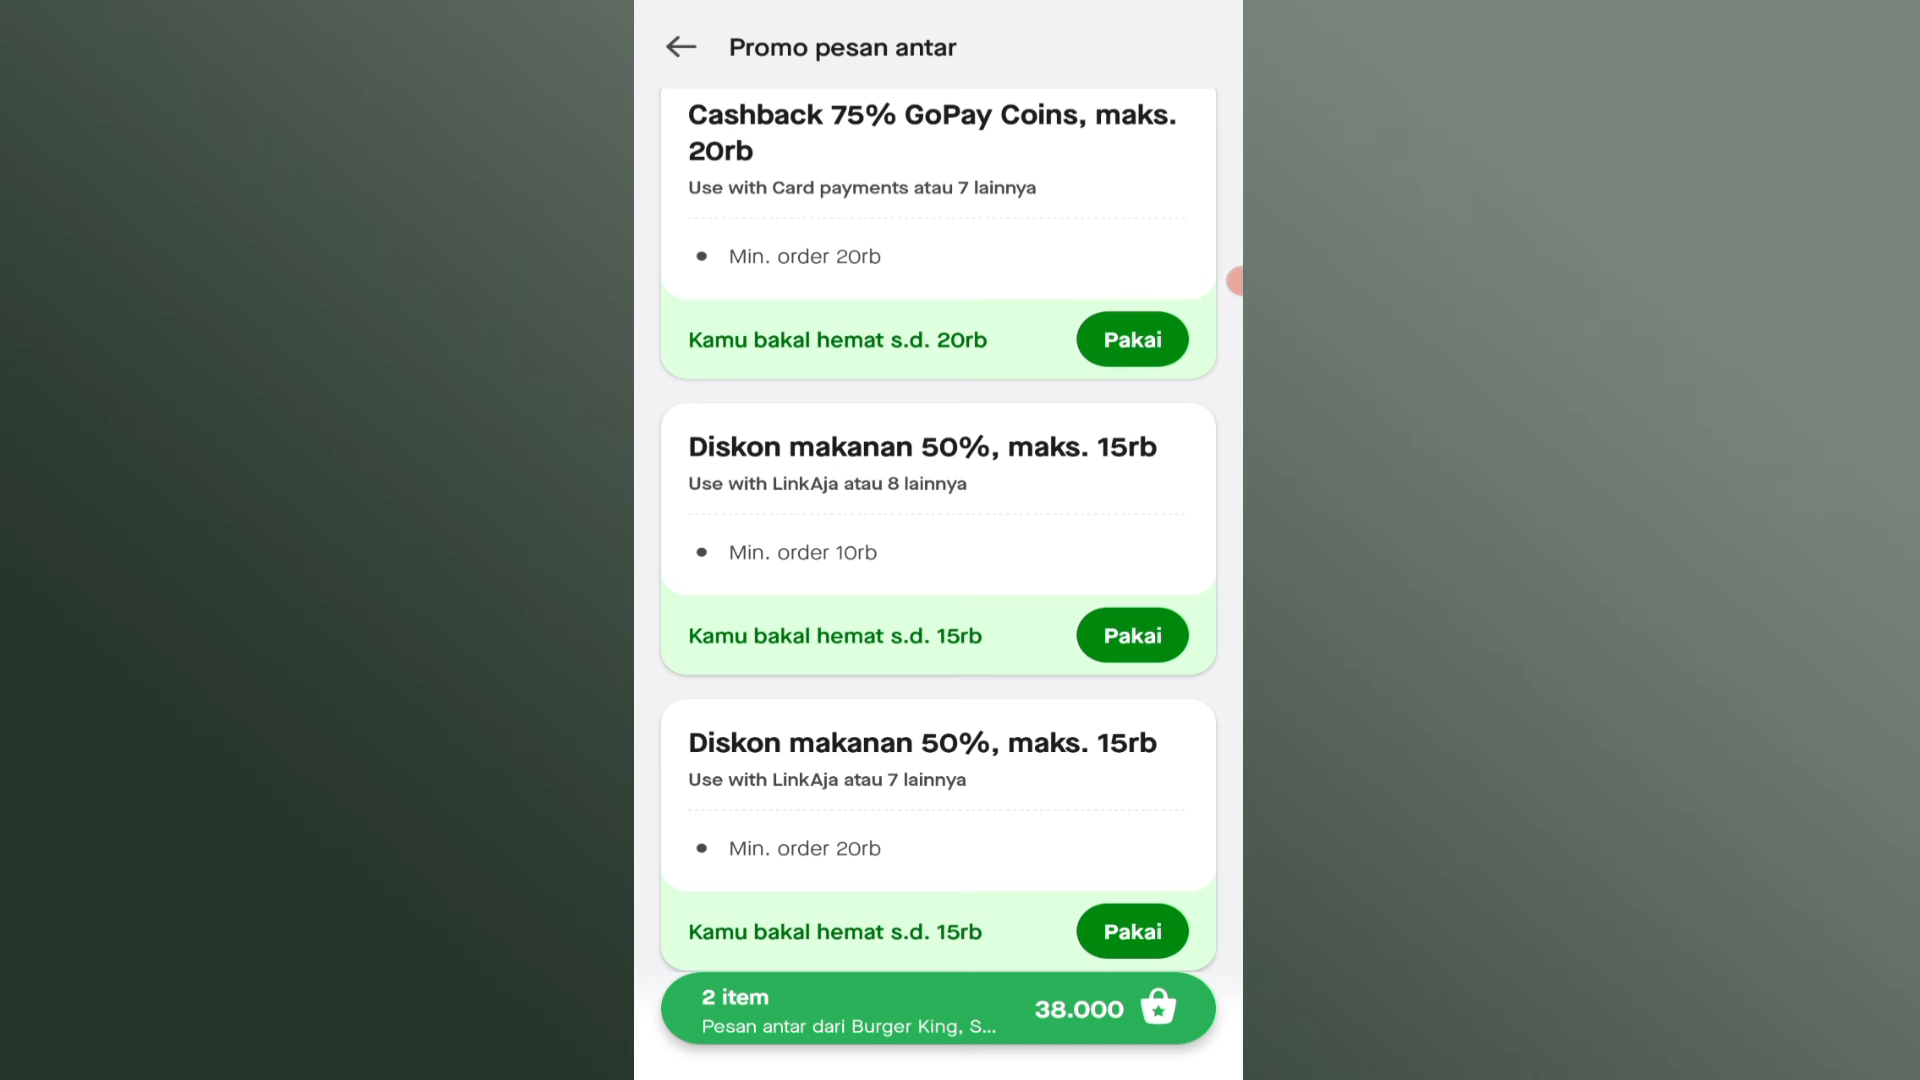 Promo pesan antar
Cashback 75% GoPay Coins, maks.
20rb
Use with Card payments atau 7 lainnya
Min. order 20rb
Kamu bakal hemat s.d. 20rb
Pakai
Diskon makanan 50%, maks. 15rb
Use with LinkAja atau 8 lainnya
Min. order 10rb
Kamu bakal hemat s.d. 15rb
Pakai
Diskon makanan 50%, maks. 15rb
Use with LinkAja atau 7 lainnya
Min. order 20rb
Kamu bakal hemat s.d. 15rb
Pakai
2 item
38.000
Pesan antar dari Burger King, S...